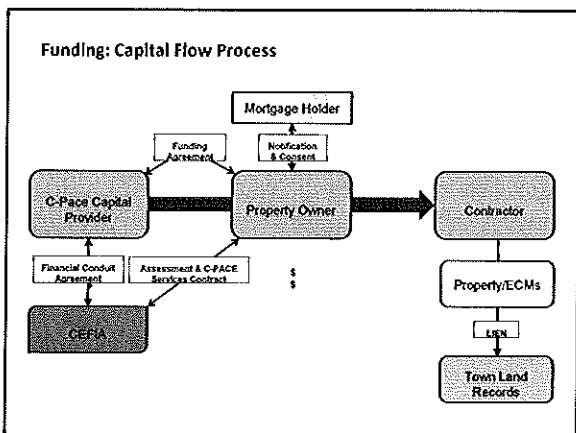 Funding: Capital Flow Process
Mortgage Holder
Funding
Agreement
Notification
& Consent
C-Pace Capital
Provider
Property Owner
Contractor
Financial Conduit
Agreement
Assessment & C-PACE
Services Contract
$
$
Property/ECMs
CEFIA
LIEN
Town Land
Records